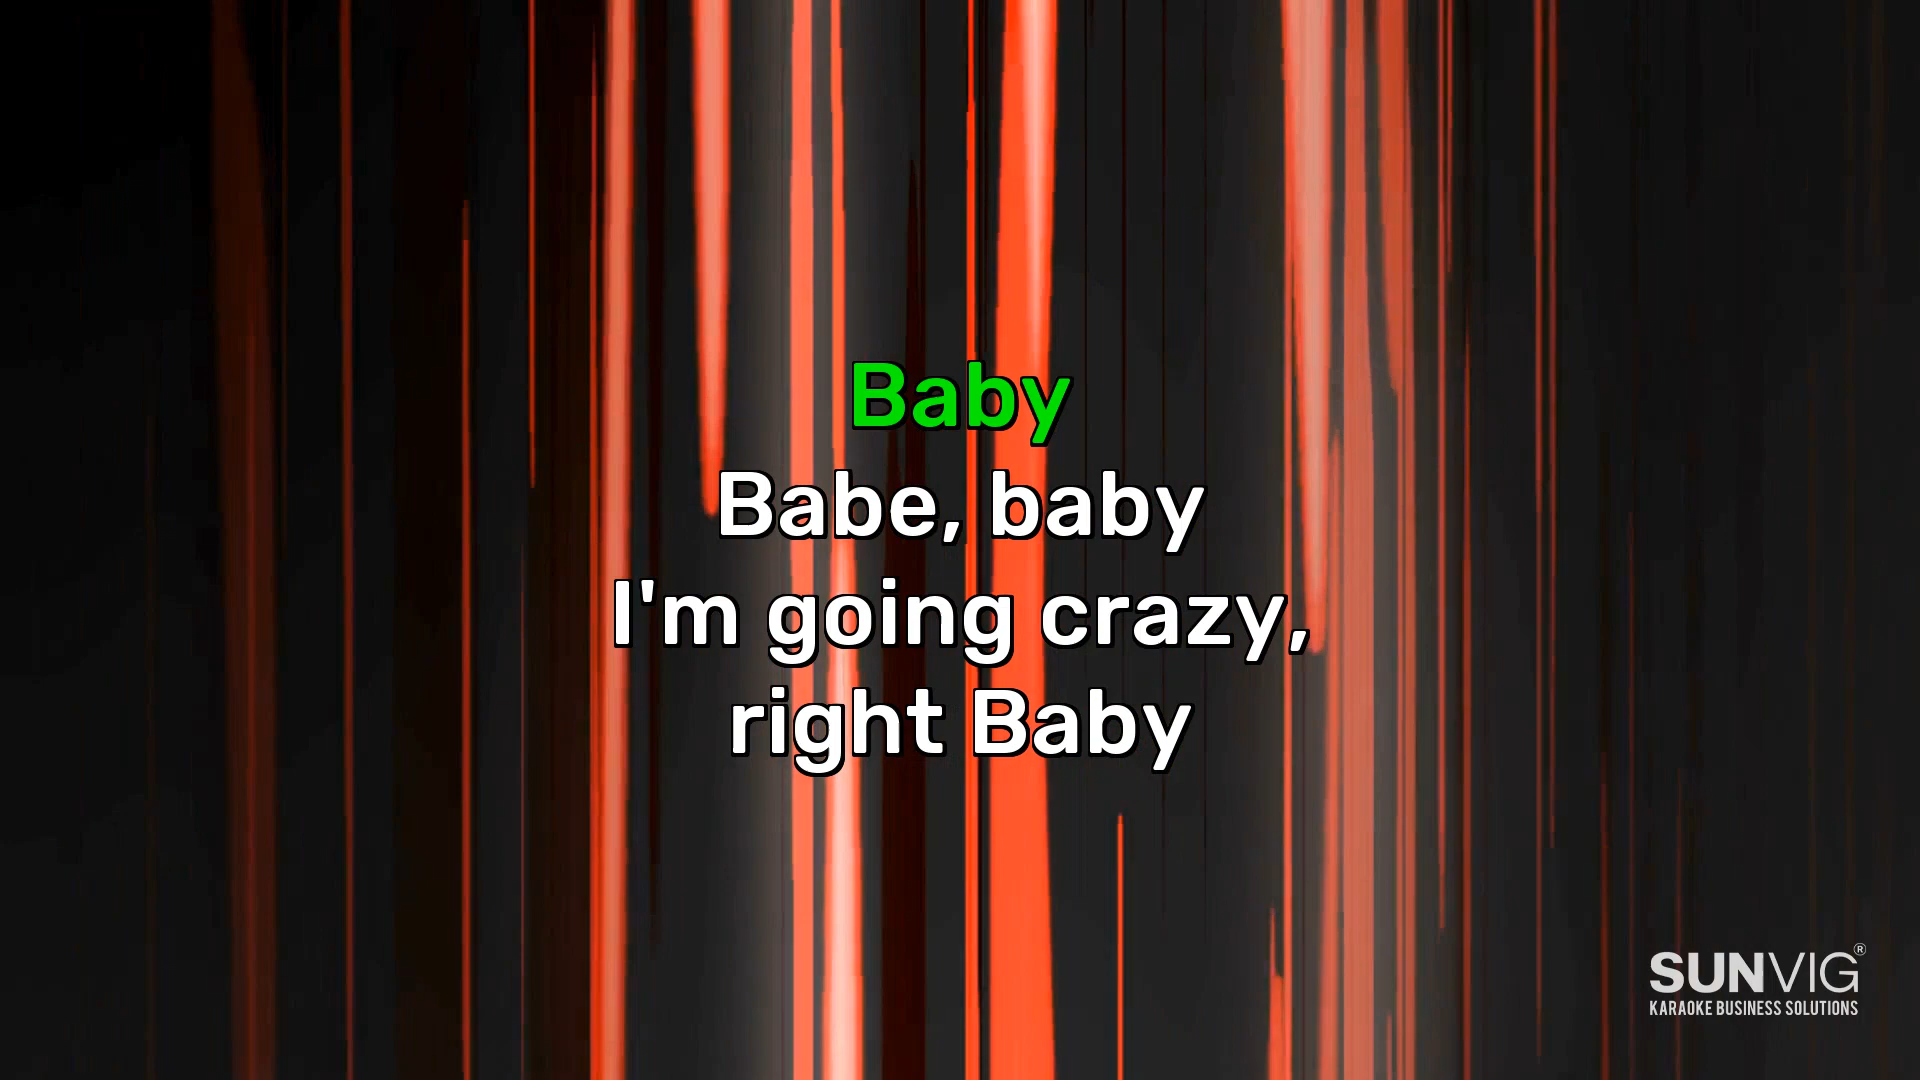 Baby
Babe, baby
I'm going crazy,
right Baby
SUNVIG®
KARAOKE BUSINESS SOLUTIONS